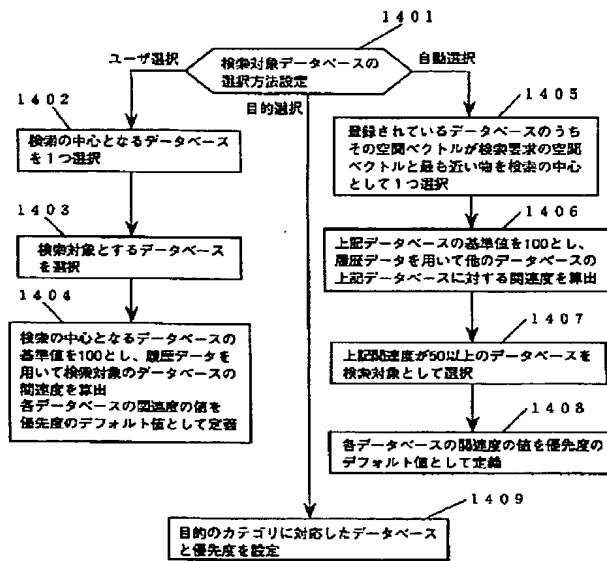 1401
ユーザ選択
検索対象データベースの
選択方法設定
自動選択
目的選択
1402
検索の中心となるデータベース
を1つ選択
1403
検索対象とするデータベース
を選択
1404
検索の中心となるデータベースの
基準値を100とし、履歴データを
用いて検索対象のデータベースの
関連度を算出
各データベースの関連度の値を
優先度のデフォルト値として定義
1405
登録されているデータベースのうち
その空間ベクトルが検索要求の空間
ベクトルと最も近い物を検索の中心
として1つ選択
1406
上記データベースの基準値を100とし、
履歴データを用いて他のデータベースの
上記データベースに対する関連度を算出
1407
上記関連度が50以上のデータベースを
検索対象として選択
1408
各データベースの関連度の値を優先度の
デフォルト値として定義
1409
目的のカテゴリに対応したデータベース
と優先度を設定